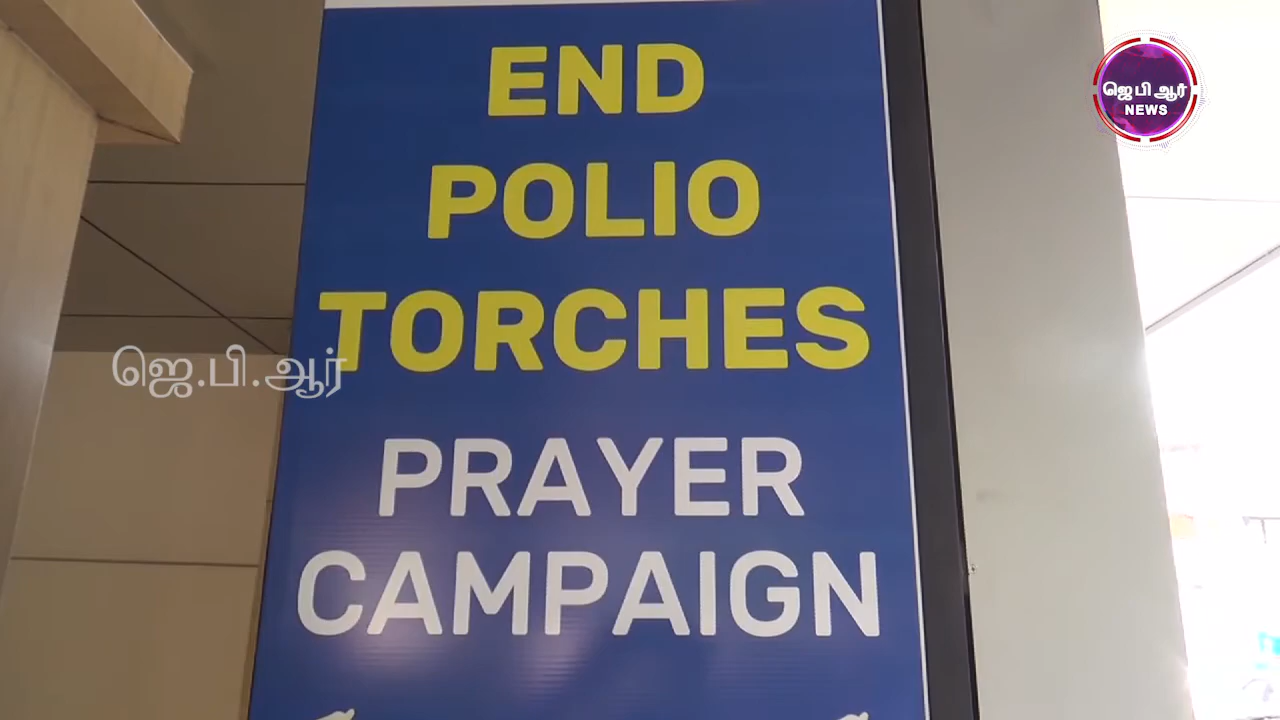 END
POLIO
TORCHES
PRAYER
CAMPAIGN
ஜெ.பி.ஆர்
ஜெ பி ஆர்
NEWS